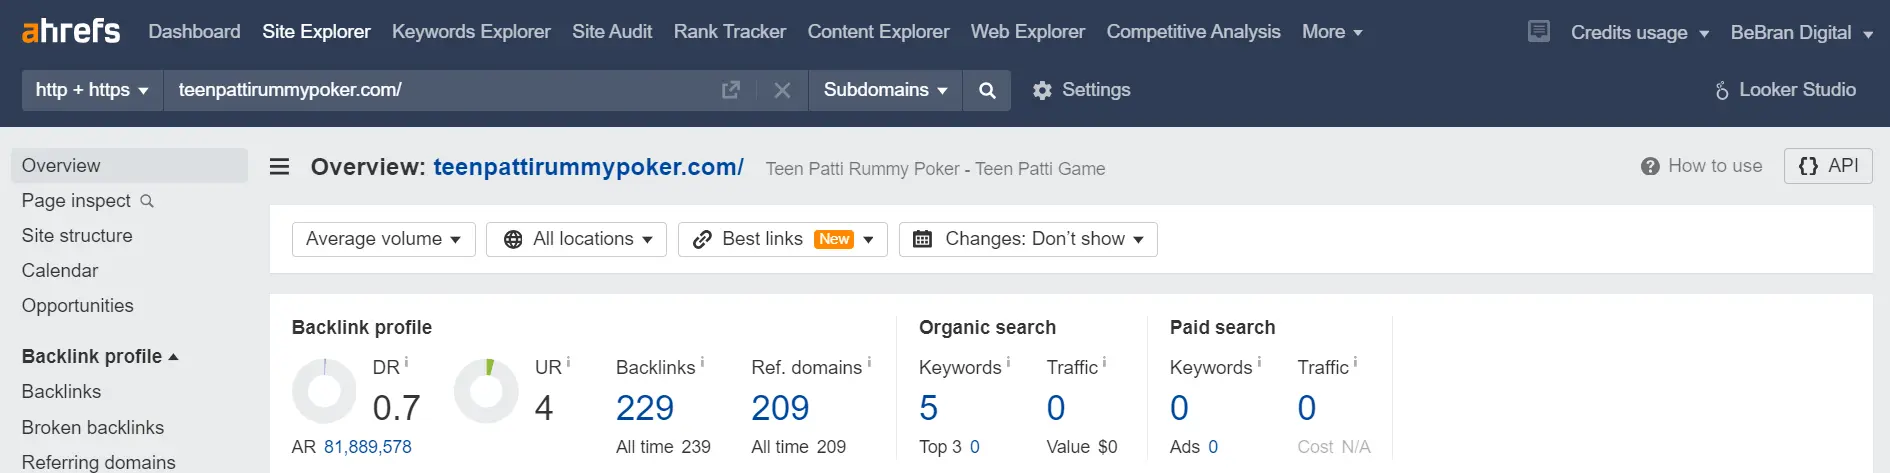 ahrefs Dashboard Site Explorer Keywords Explorer Site Audit Rank Tracker Content Explorer Web Explorer Competitive Analysis More Credits usage BeBran Digital
http + https teenpattirummypoker.com/ Subdomains Settings Looker Studio
Overview
Page inspect
Site structure
Calendar
Opportunities
Backlink profile
Backlinks
Broken backlinks
Referring domains
Overview: teenpattirummypoker.com/ Teen Patti Rummy Poker - Teen Patti Game ? How to use {} API
Average volume All locations Best links New Changes: Don't show
Backlink profile
DR i UR i Backlinks i Ref. domains i
0.7 4 229 209
AR 81,889,578 All time 239 All time 209
Organic search
Keywords i Traffic i
5 0
Top 3 0 Value $0
Paid search
Keywords i Traffic i
0 0
Ads 0 Cost N/A